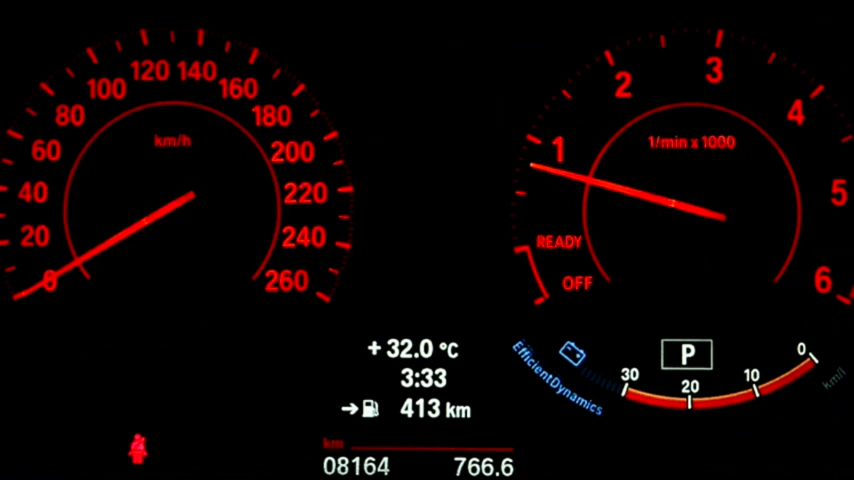 0
20
40
60
80
100
120
140
160
180
200
220
240
260
km/h
1
2
3
4
5
6
1/min x 1000
READY
OFF
+ 32.0 °C
3:33
413 km
km
08164 766.6
EfficientDynamics
P
30
20
10
0
km/l